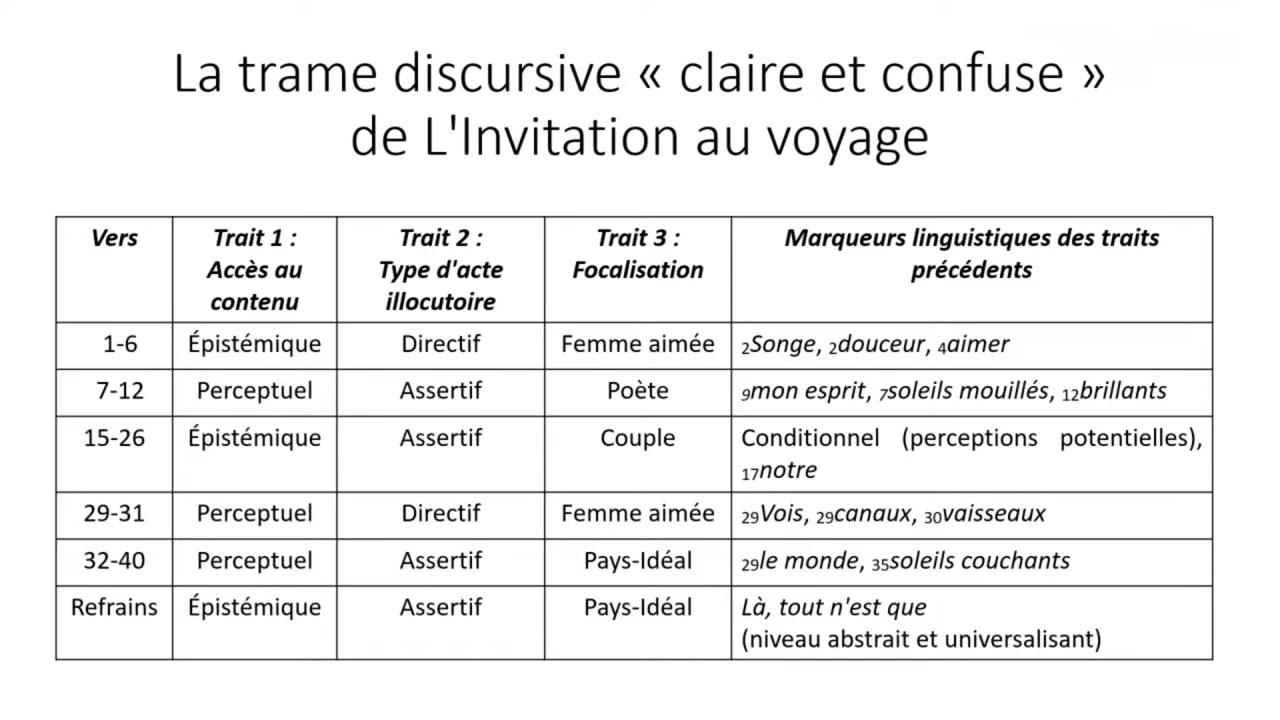 La trame discursive « claire et confuse »
de L'Invitation au voyage
Vers
Trait 1 :
Accès au
contenu
Trait 2 :
Type d'acte
illocutoire
Trait 3 :
Focalisation
Marqueurs linguistiques des traits
précédents
1-6
Épistémique
Directif
Femme aimée
2Songe, 2douceur, 4aimer
7-12
Perceptuel
Assertif
Poète
9mon esprit, 7soleils mouillés, 12brillants
15-26
Épistémique
Assertif
Couple
Conditionnel (perceptions potentielles),
17notre
29-31
Perceptuel
Directif
Femme aimée
29Vois, 29canaux, 30vaisseaux
32-40
Perceptuel
Assertif
Pays-Idéal
29le monde, 35soleils couchants
Refrains
Épistémique
Assertif
Pays-Idéal
Là, tout n'est que
(niveau abstrait et universalisant)